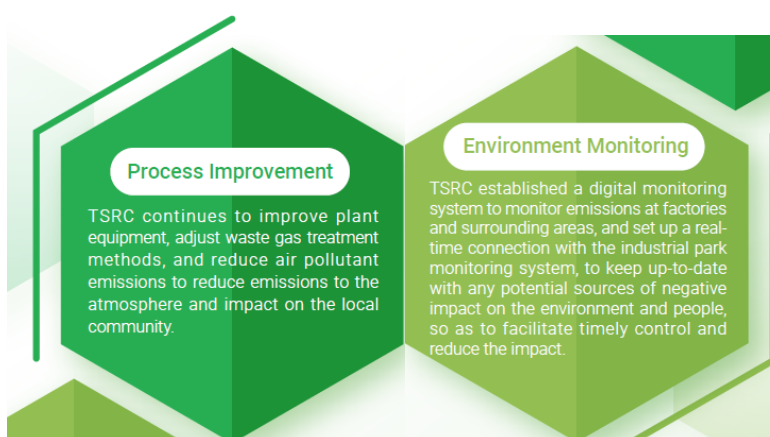 Process Improvement
TSRC continues to improve plant
equipment, adjust waste gas treatment
methods, and reduce air pollutant
emissions to reduce emissions to the
atmosphere and impact on the local
community.
Environment Monitoring
TSRC established a digital monitoring
system to monitor emissions at factories
and surrounding areas, and set up a real-
time connection with the industrial park
monitoring system, to keep up-to-date
with any potential sources of negative
impact on the environment and people,
so as to facilitate timely control and
reduce the impact.